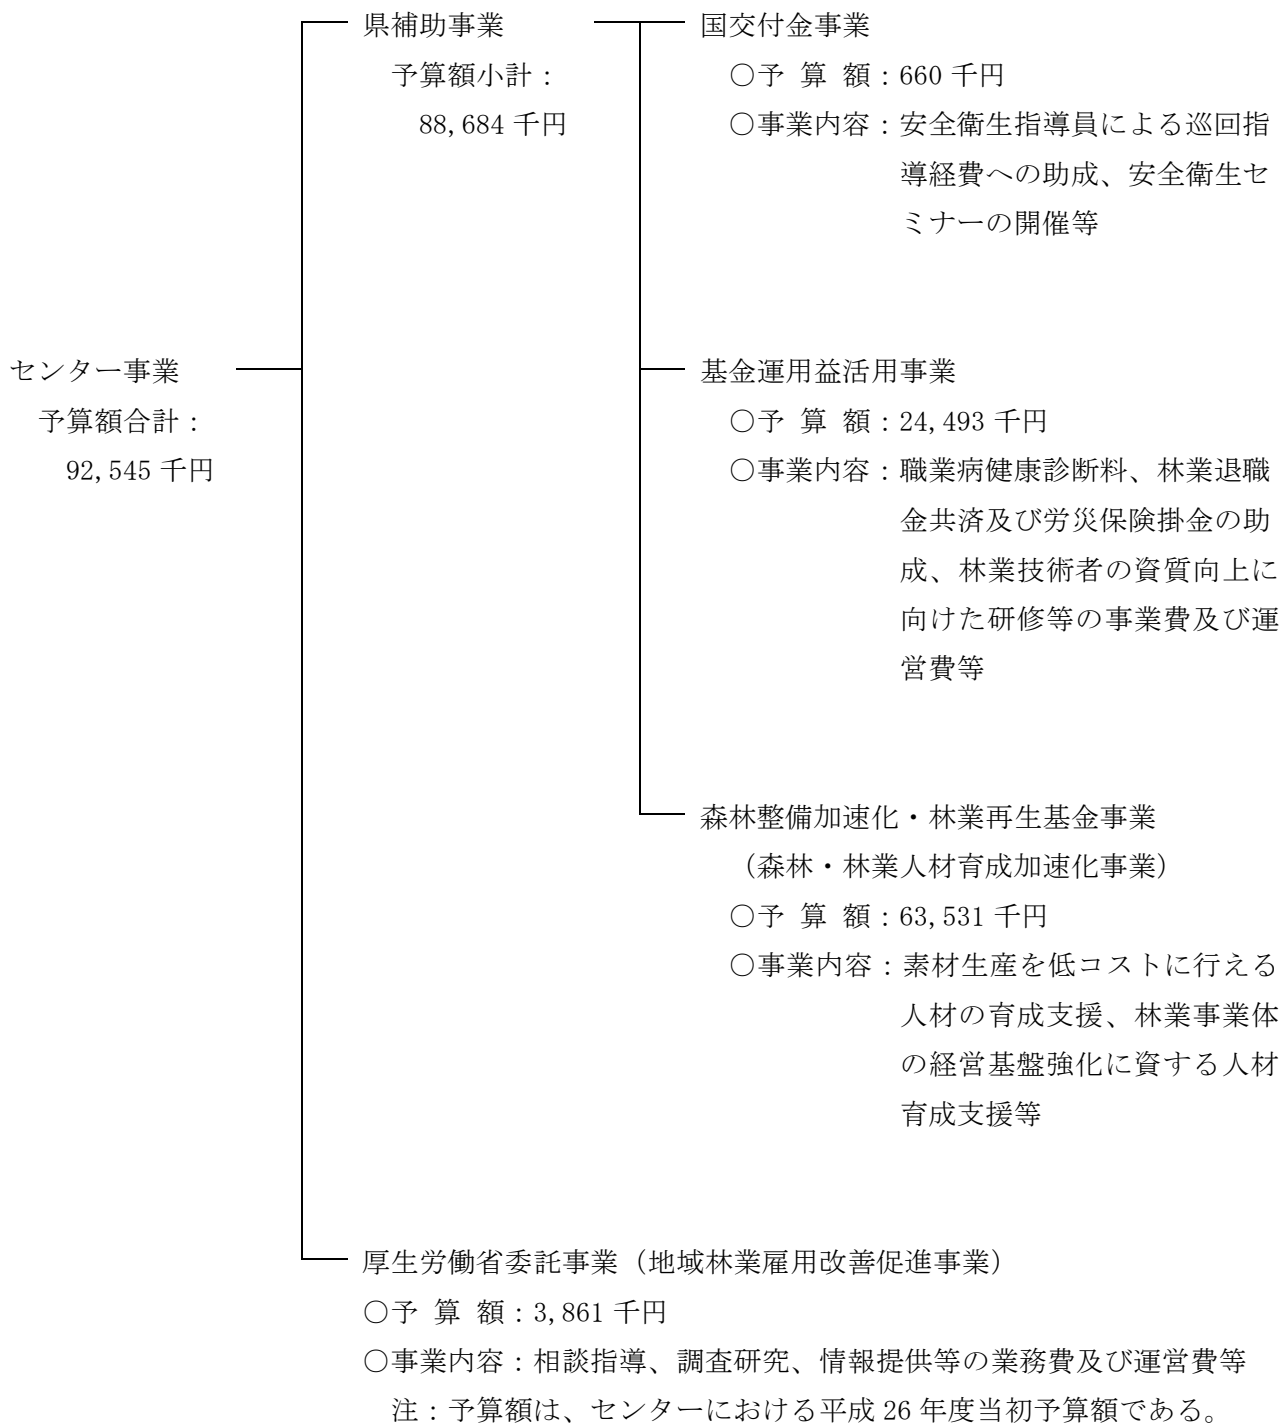 県補助事業
予算額小計：
88,684 千円
国交付金事業
○予 算 額：660 千円
○事業内容：安全衛生指導員による巡回指
導経費への助成、安全衛生セ
ミナーの開催等
センター事業
予算額合計：
92,545 千円
基金運用益活用事業
○予 算 額：24,493 千円
○事業内容：職業病健康診断料、林業退職
金共済及び労災保険掛金の助
成、林業技術者の資質向上に
向けた研修等の事業費及び運
営費等
森林整備加速化・林業再生基金事業
（森林・林業人材育成加速化事業）
○予 算 額：63,531 千円
○事業内容：素材生産を低コストに行える
人材の育成支援、林業事業体
の経営基盤強化に資する人材
育成支援等
厚生労働省委託事業（地域林業雇用改善促進事業）
○予 算 額：3,861 千円
○事業内容：相談指導、調査研究、情報提供等の業務費及び運営費等
注：予算額は、センターにおける平成 26 年度当初予算額である。